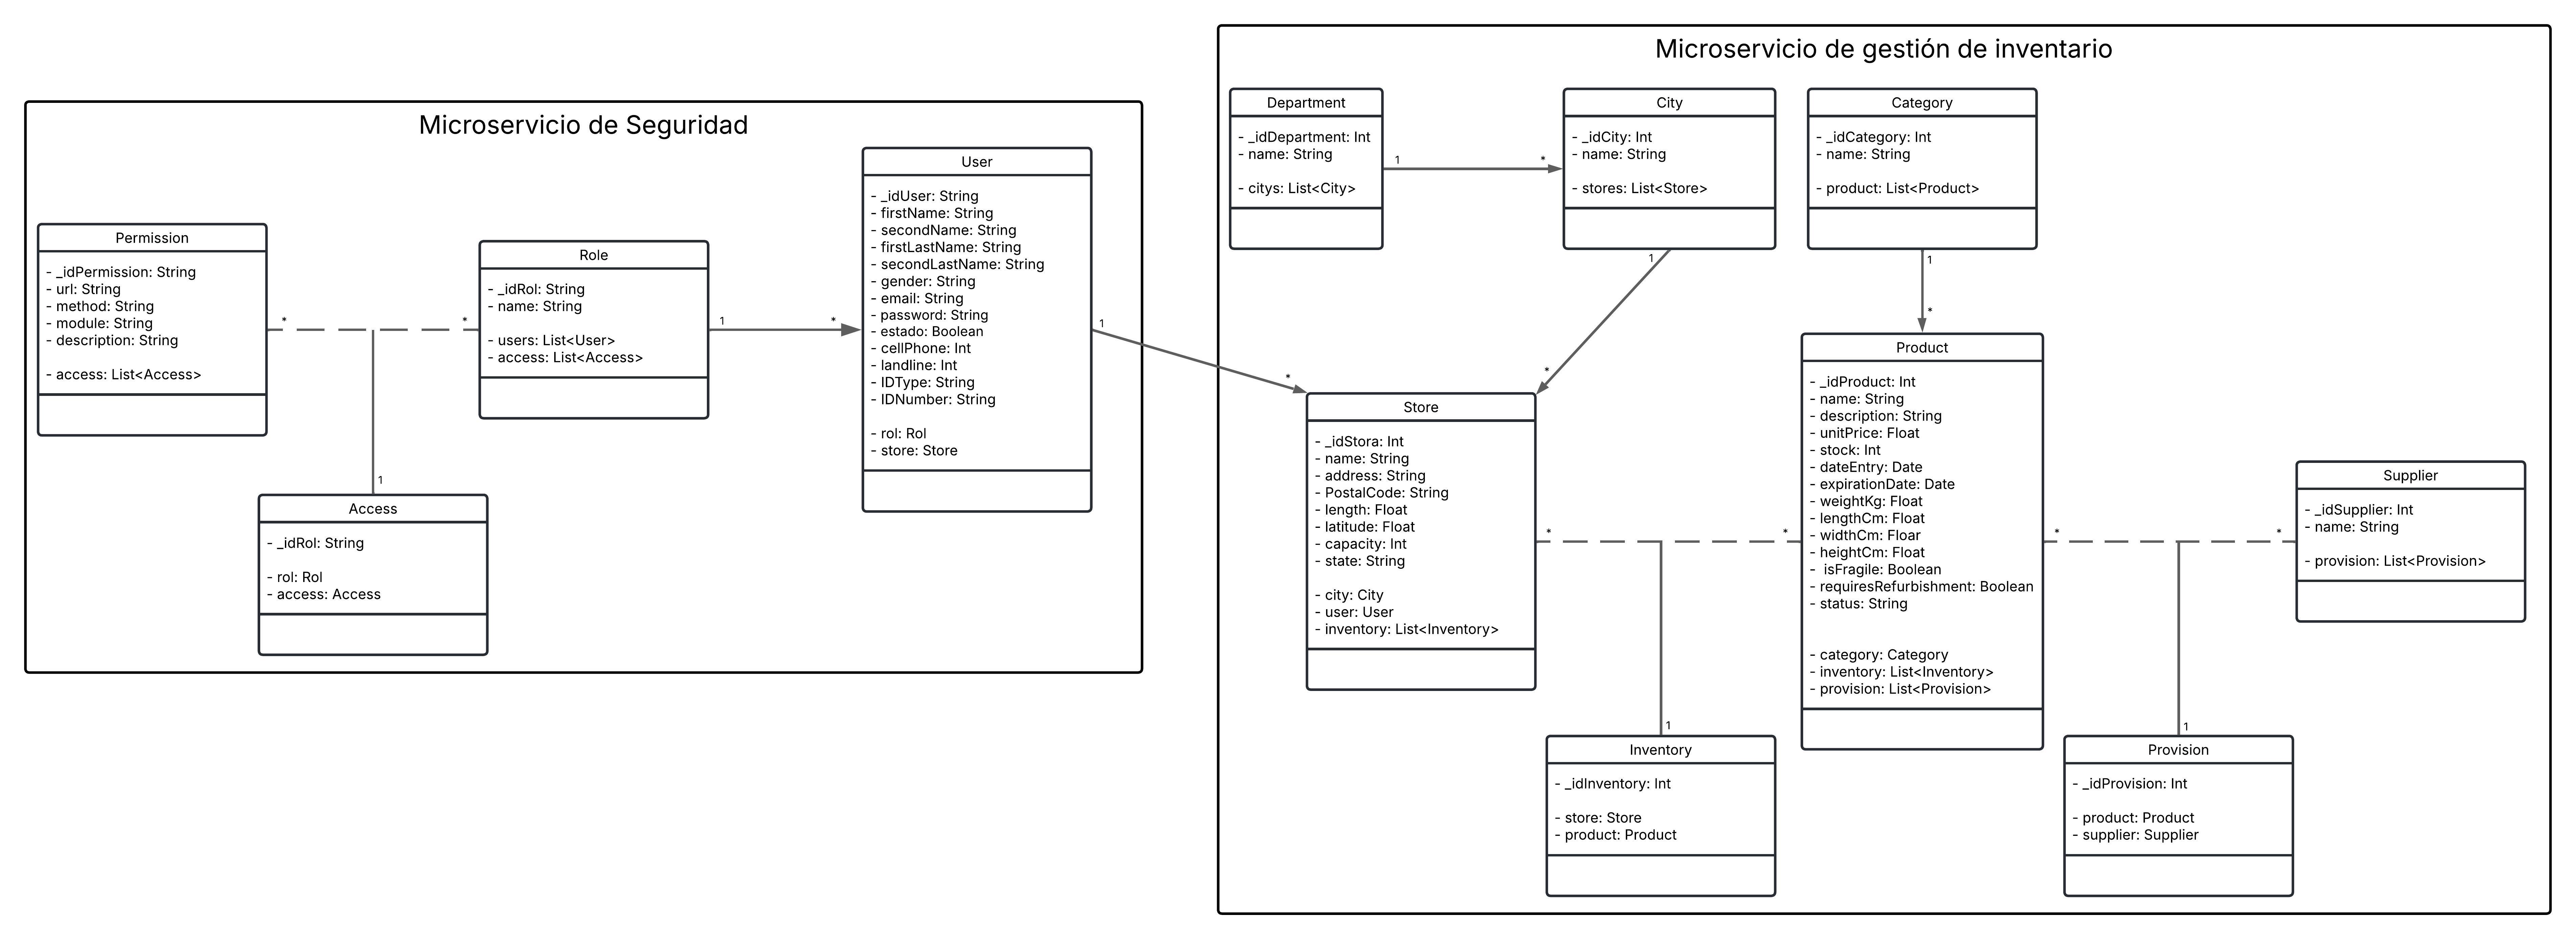 Microservicio de Seguridad
Permission
- _idPermission: String
- url: String
- method: String
- module: String
- description: String
- access: List<Access>
*
*
Role
- _idRol: String
- name: String
- users: List<User>
- access: List<Access>
1
Access
- _idRol: String
- rol: Rol
- access: Access
1
*
User
- _idUser: String
- firstName: String
- secondName: String
- firstLastName: String
- secondLastName: String
- gender: String
- email: String
- password: String
- estado: Boolean
- cellPhone: Int
- landline: Int
- IDType: String
- IDNumber: String
- rol: Rol
- store: Store
1
*
Microservicio de gestión de inventario
Department
- _idDepartment: Int
- name: String
- citys: List<City>
1
*
City
- _idCity: Int
- name: String
- stores: List<Store>
1
*
Category
- _idCategory: Int
- name: String
- product: List<Product>
1
*
Store
- _idStora: Int
- name: String
- address: String
- PostalCode: String
- length: Float
- latitude: Float
- capacity: Int
- state: String
- city: City
- user: User
- inventory: List<Inventory>
*
*
Product
- _idProduct: Int
- name: String
- description: String
- unitPrice: Float
- stock: Int
- dateEntry: Date
- expirationDate: Date
- weightKg: Float
- lengthCm: Float
- widthCm: Floar
- heightCm: Float
- isFragile: Boolean
- requiresRefurbishment: Boolean
- status: String
- category: Category
- inventory: List<Inventory>
- provision: List<Provision>
*
*
Supplier
- _idSupplier: Int
- name: String
- provision: List<Provision>
1
Inventory
- _idInventory: Int
- store: Store
- product: Product
1
Provision
- _idProvision: Int
- product: Product
- supplier: Supplier